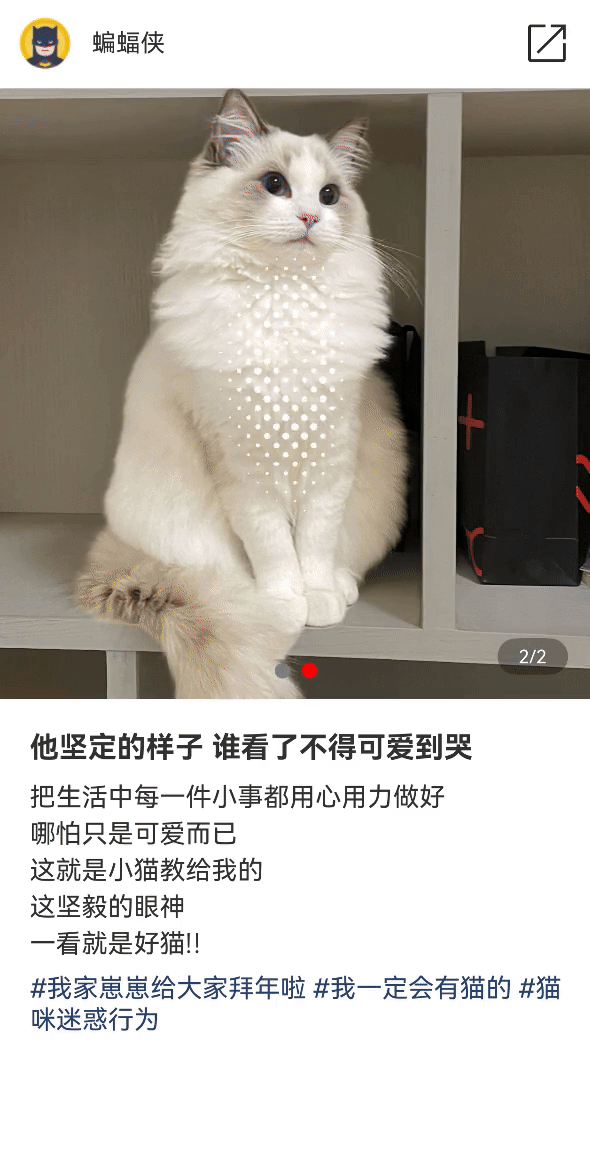 蝙蝠侠
2/2
他坚定的样子 谁看了不得可爱到哭
把生活中每一件小事都用心用力做好
哪怕只是可爱而已
这就是小猫教给我的
这坚毅的眼神
一看就是好猫!!
#我家崽崽给大家拜年啦 #我一定会有猫的 #猫
咪迷惑行为